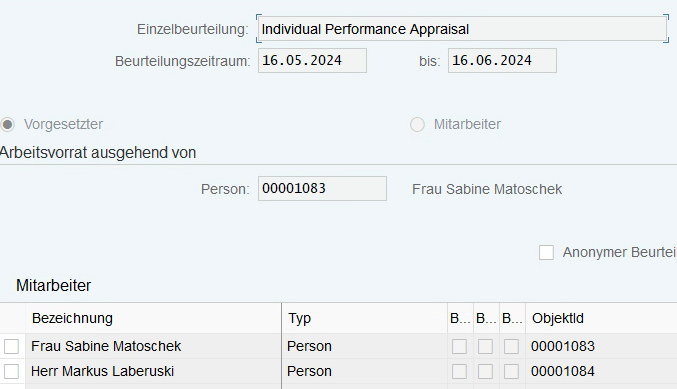 Einzelbeurteilung: Individual Performance Appraisal
Beurteilungszeitraum: 16.05.2024 bis: 16.06.2024
Vorgesetzter Mitarbeiter
Arbeitsvorrat ausgehend von
Person: 00001083 Frau Sabine Matoschek
Anonymer Beurtei
Mitarbeiter
Bezeichnung Typ B... B... B... ObjektId
Frau Sabine Matoschek Person 00001083
Herr Markus Laberuski Person 00001084